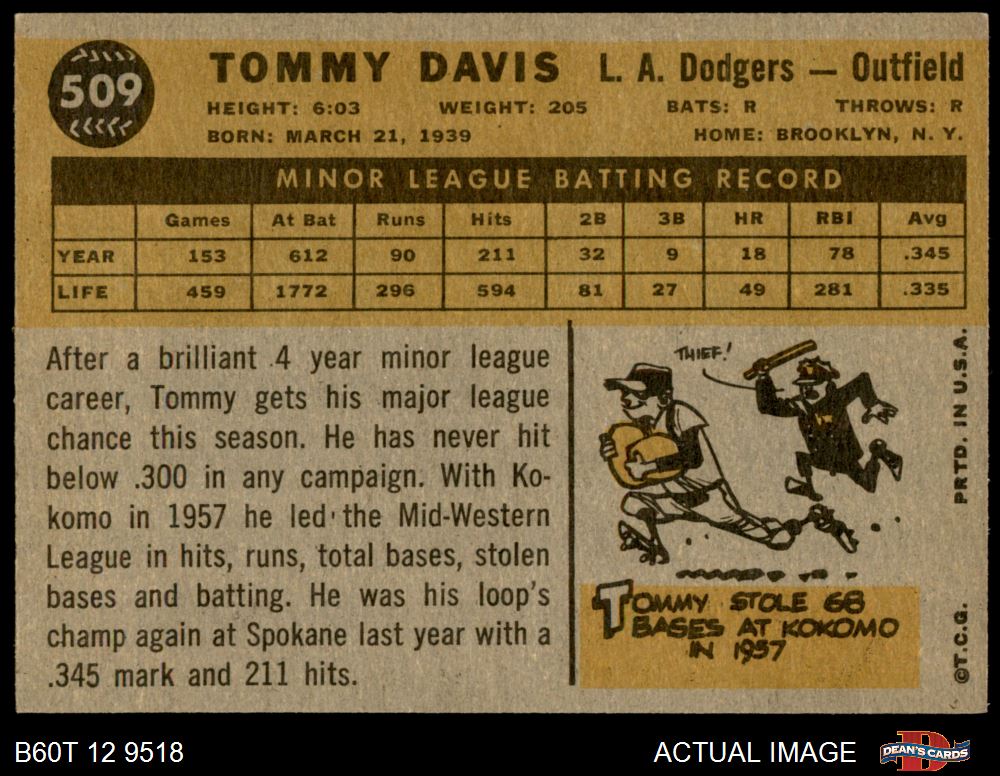 509
TOMMY DAVIS L. A. Dodgers — Outfield
HEIGHT: 6:03 WEIGHT: 205 BATS: R THROWS: R
BORN: MARCH 21, 1939 HOME: BROOKLYN, N. Y.
MINOR LEAGUE BATTING RECORD
Games At Bat Runs Hits 2B 3B HR RBI Avg
YEAR 153 612 90 211 32 9 18 78 .345
LIFE 459 1772 296 594 81 27 49 281 .335
After a brilliant 4 year minor league
career, Tommy gets his major league
chance this season. He has never hit
below .300 in any campaign. With Ko-
komo in 1957 he led the Mid-Western
League in hits, runs, total bases, stolen
bases and batting. He was his loop's
champ again at Spokane last year with a
.345 mark and 211 hits.
THIEF!
TOMMY STOLE 68
BASES AT KOKOMO
IN 1957
PRTD. IN U.S.A.
©T.C.G.
B60T 12 9518
ACTUAL IMAGE
DEAN'S CARDS